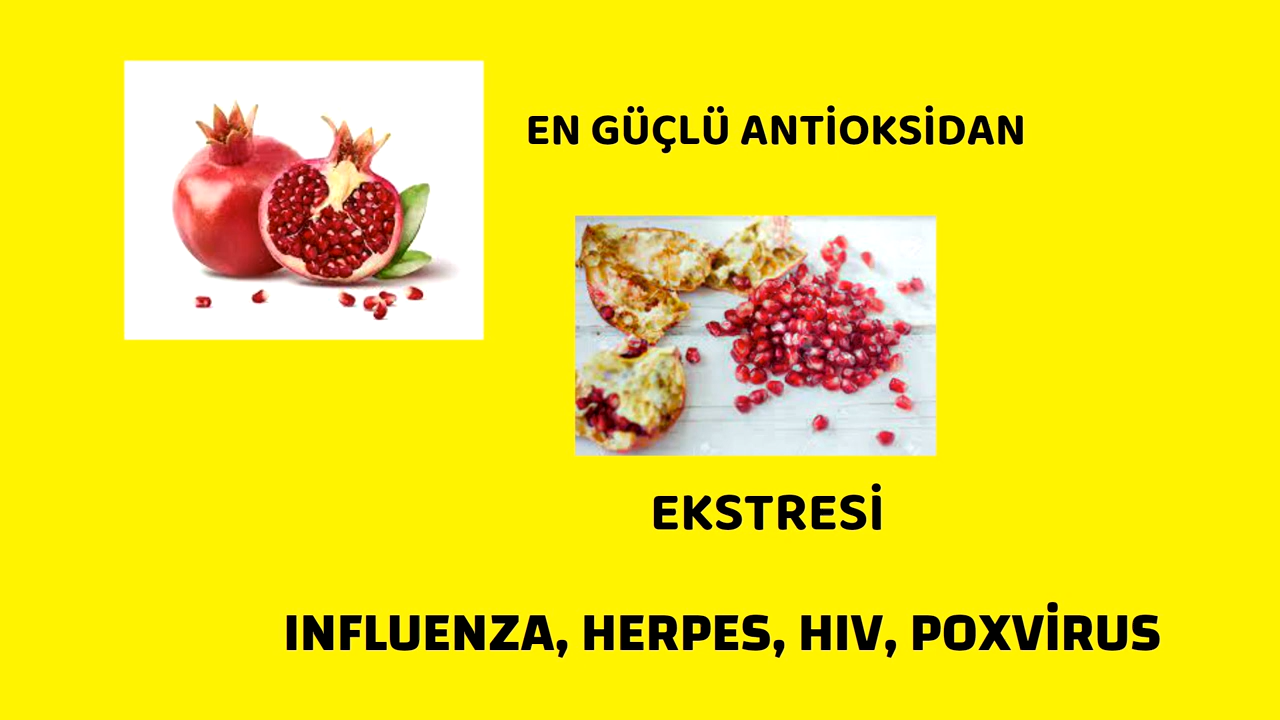 EN GÜÇLÜ ANTİOKSİDAN
EKSTRESİ
INFLUENZA, HERPES, HIV, POXVİRUS